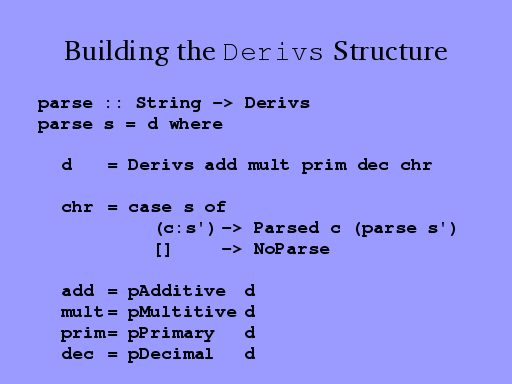 Building the Derivs Structure
parse :: String -> Derivs
parse s = d where
d = Derivs add mult prim dec chr
chr = case s of
(c:s') -> Parsed c (parse s')
[] -> NoParse
add = pAdditive d
mult = pMultitive d
prim = pPrimary d
dec = pDecimal d